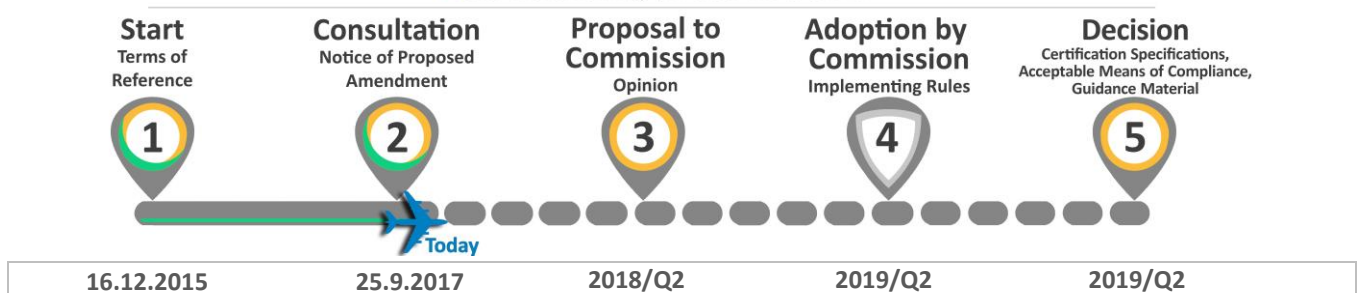 Start
Terms of
Reference
Consultation
Notice of Proposed
Amendment
Proposal to
Commission
Opinion
Adoption by
Commission
Implementing Rules
Decision
Certification Specifications,
Acceptable Means of Compliance,
Guidance Material
1
2
3
4
5
Today
16.12.2015
25.9.2017
2018/Q2
2019/Q2
2019/Q2